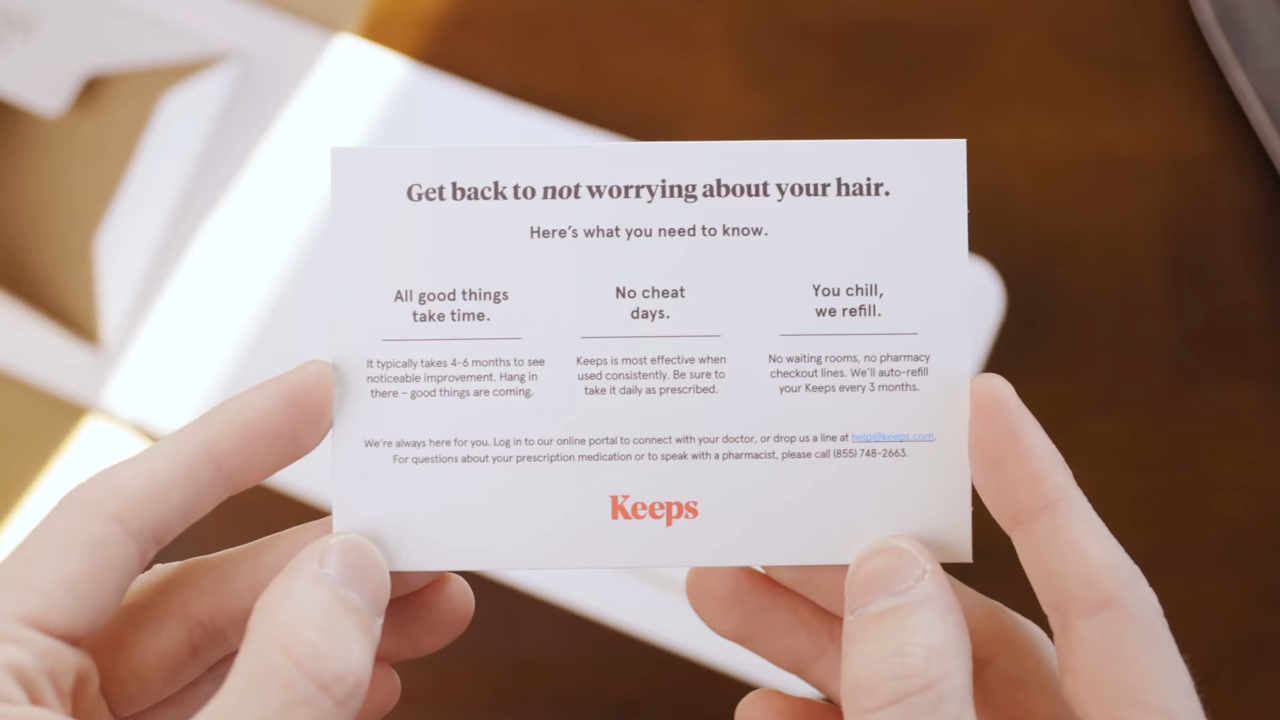 Get back to not worrying about your hair.
Here's what you need to know.
All good things
take time.
It typically takes 4-6 months to see
noticeable improvement. Hang in
there – good things are coming.
No cheat
days.
Keeps is most effective when
used consistently. Be sure to
take it daily as prescribed.
You chill,
we refill.
No waiting rooms, no pharmacy
checkout lines. We'll auto-refill
your Keeps every 3 months.
We're always here for you. Log in to our online portal to connect with your doctor, or drop us a line at help@keeps.com.
For questions about your prescription medication or to speak with a pharmacist, please call (855) 748-2663.
Keeps